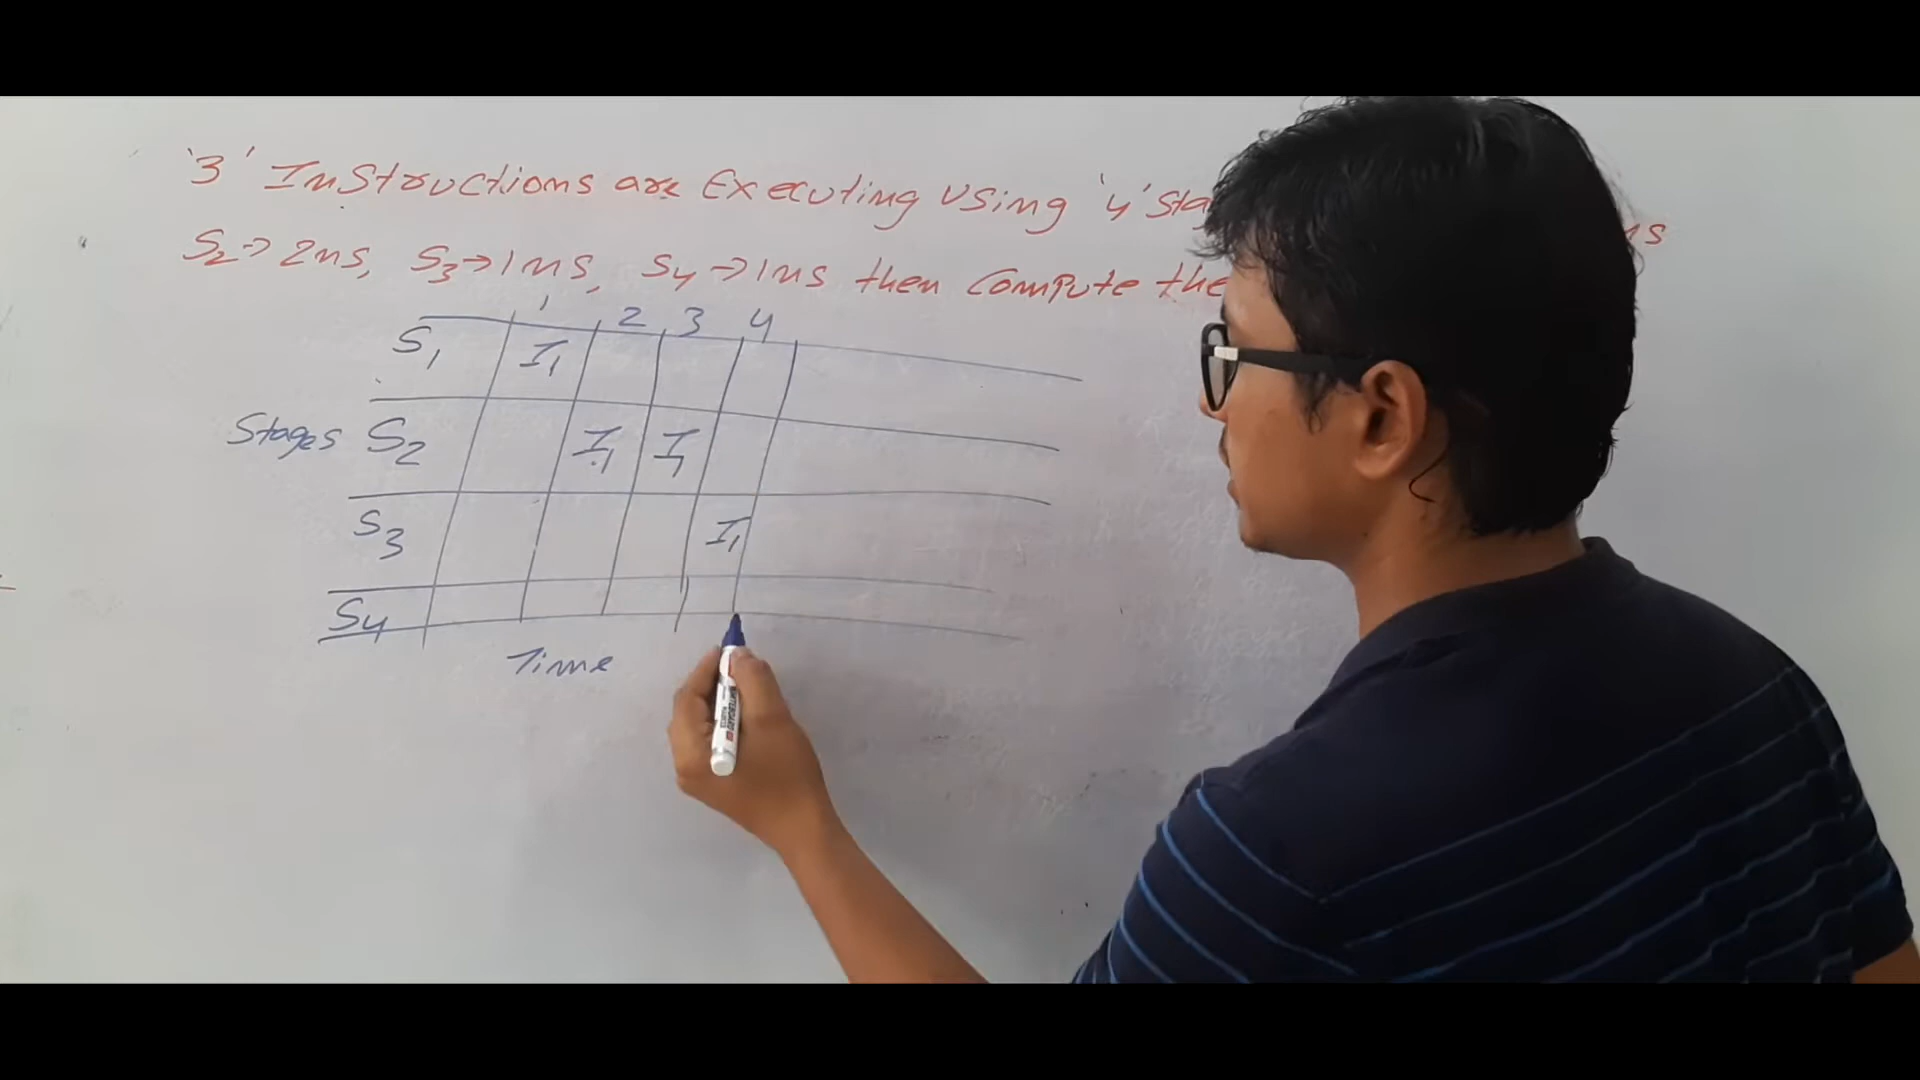 '3' Instructions are Executing using '4' Sta
S2→2ns, S3→1ns, S4→1ns then Compute the
1 2 3 4
S1 I1
Stages S2 I1 I1
S3 I1
S4
Time